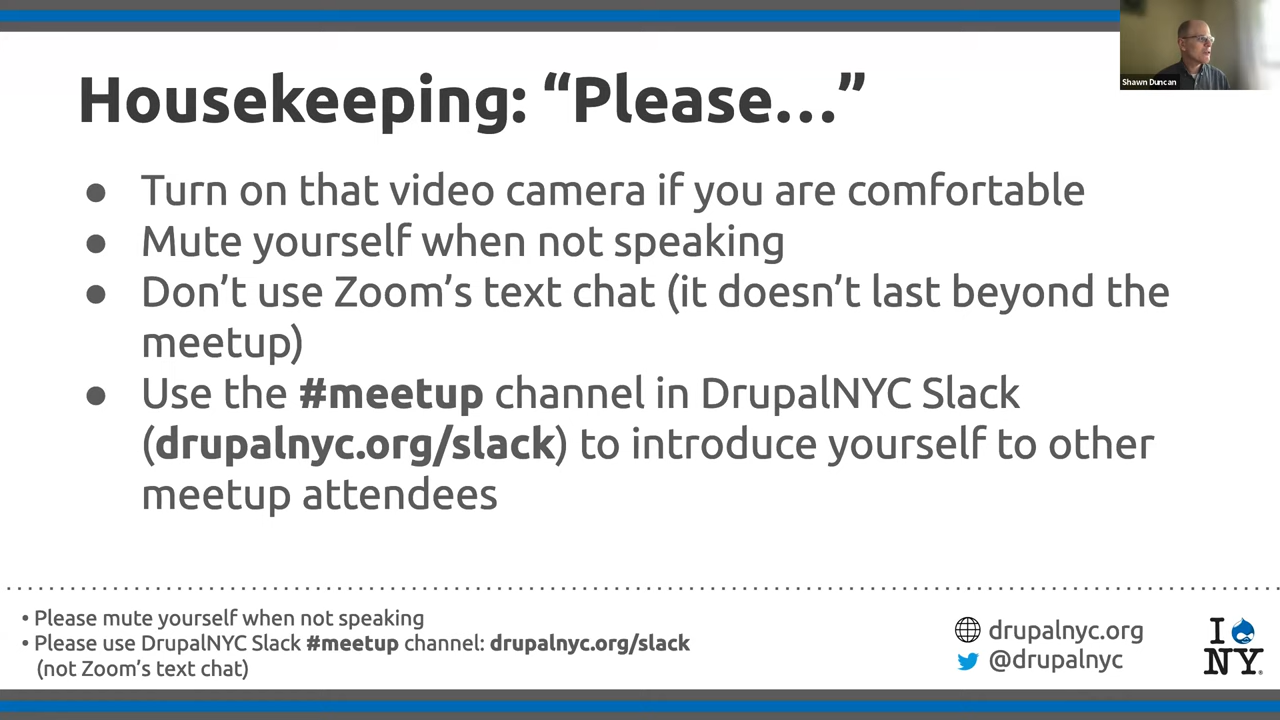 Shawn Duncan
Housekeeping: “Please…”
● Turn on that video camera if you are comfortable
● Mute yourself when not speaking
● Don’t use Zoom’s text chat (it doesn’t last beyond the
meetup)
● Use the #meetup channel in DrupalNYC Slack
(drupalnyc.org/slack) to introduce yourself to other
meetup attendees
• Please mute yourself when not speaking
• Please use DrupalNYC Slack #meetup channel: drupalnyc.org/slack
(not Zoom’s text chat)
drupalnyc.org
@drupalnyc
I
NY®